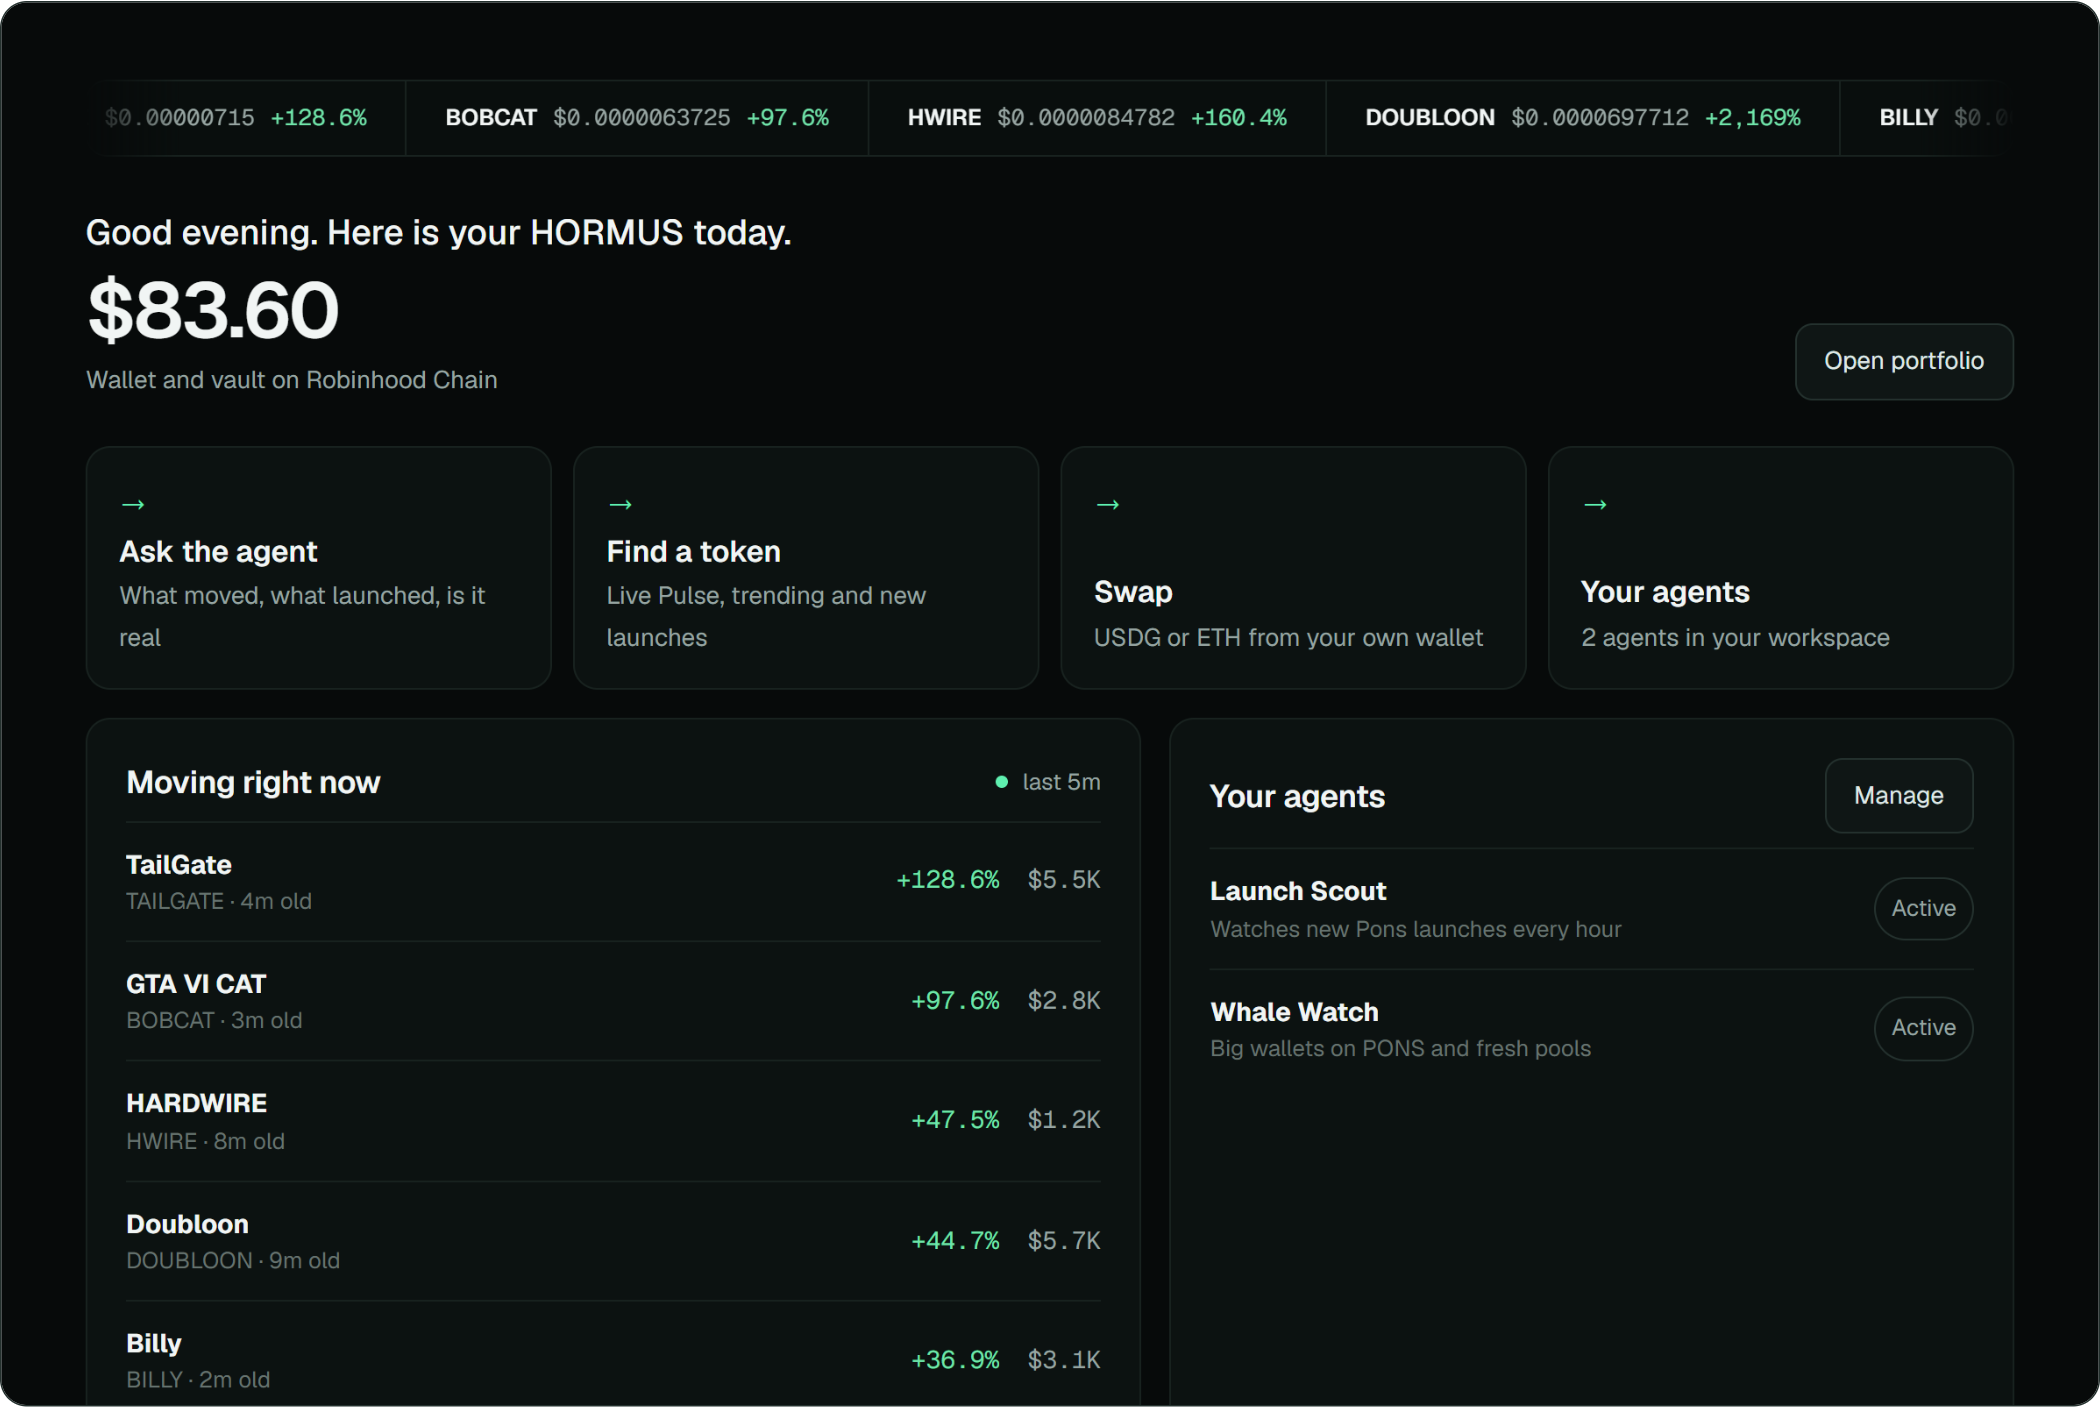 $0.00000715 +128.6%
BOBCAT $0.0000063725 +97.6%
HWIRE $0.0000084782 +160.4%
DOUBLOON $0.0000697712 +2,169%
BILLY $0.0
Good evening. Here is your HORMUS today.
$83.60
Wallet and vault on Robinhood Chain
Open portfolio
→
Ask the agent
What moved, what launched, is it
real
→
Find a token
Live Pulse, trending and new
launches
→
Swap
USDG or ETH from your own wallet
→
Your agents
2 agents in your workspace
Moving right now
last 5m
TailGate
TAILGATE · 4m old
+128.6% $5.5K
GTA VI CAT
BOBCAT · 3m old
+97.6% $2.8K
HARDWIRE
HWIRE · 8m old
+47.5% $1.2K
Doubloon
DOUBLOON · 9m old
+44.7% $5.7K
Billy
BILLY · 2m old
+36.9% $3.1K
Your agents
Manage
Launch Scout
Watches new Pons launches every hour
Active
Whale Watch
Big wallets on PONS and fresh pools
Active